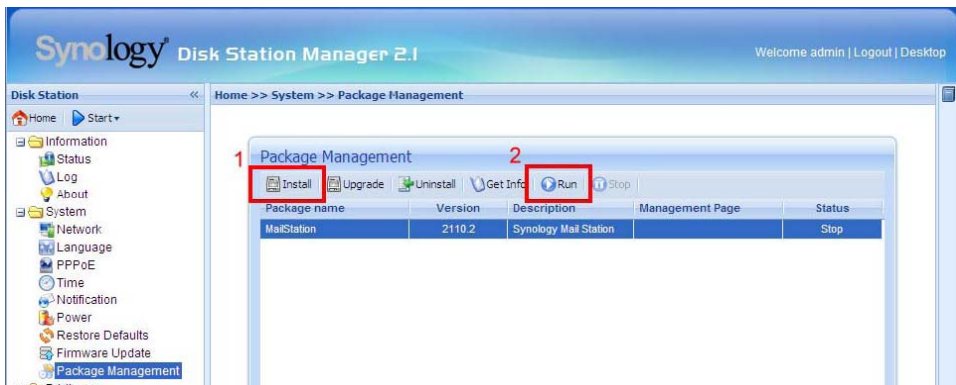 Synology Disk Station Manager 2.1
Welcome admin | Logout | Desktop
Disk Station «
Home Start
Information
Status
Log
About
System
Network
Language
PPPoE
Time
Notification
Power
Restore Defaults
Firmware Update
Package Management
Home >> System >> Package Management
1
2
Package Management
Install Upgrade Uninstall Get Info Run Stop
Package name Version Description Management Page Status
MailStation 2110.2 Synology Mail Station Stop